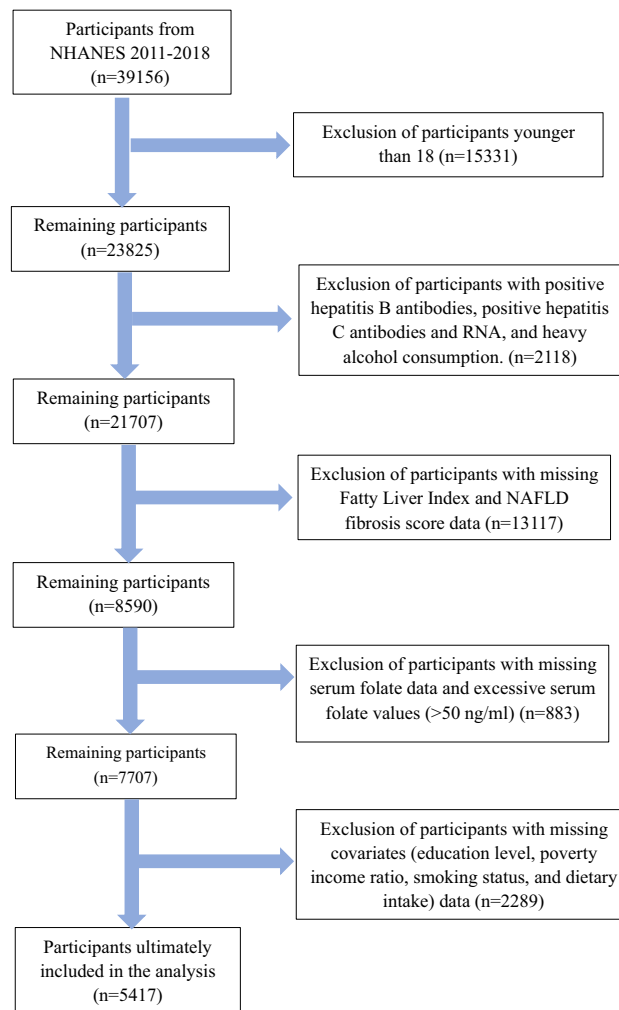 Participants from
NHANES 2011-2018
(n=39156)
Exclusion of participants younger
than 18 (n=15331)
Remaining participants
(n=23825)
Exclusion of participants with positive
hepatitis B antibodies, positive hepatitis
C antibodies and RNA, and heavy
alcohol consumption. (n=2118)
Remaining participants
(n=21707)
Exclusion of participants with missing
Fatty Liver Index and NAFLD
fibrosis score data (n=13117)
Remaining participants
(n=8590)
Exclusion of participants with missing
serum folate data and excessive serum
folate values (>50 ng/ml) (n=883)
Remaining participants
(n=7707)
Exclusion of participants with missing
covariates (education level, poverty
income ratio, smoking status, and dietary
intake) data (n=2289)
Participants ultimately
included in the analysis
(n=5417)